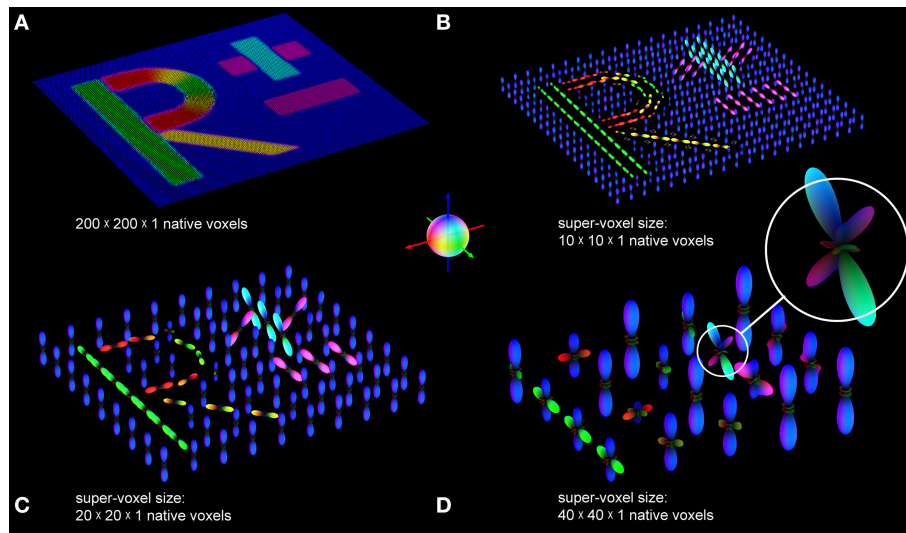 A
B
200 x 200 x 1 native voxels
super-voxel size:
10 x 10 x 1 native voxels
C
super-voxel size:
20 x 20 x 1 native voxels
D
super-voxel size:
40 x 40 x 1 native voxels